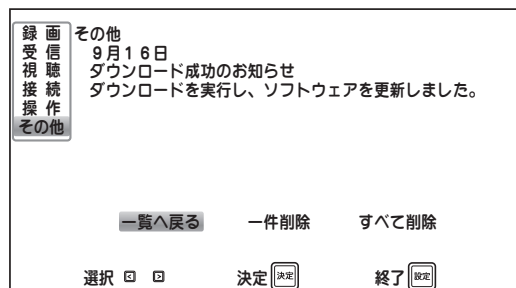 録画
受信
視聴
接続
操作
その他
その他
9月16日
ダウンロード成功のお知らせ
ダウンロードを実行し、ソフトウェアを更新しました。
一覧へ戻る 一件削除 すべて削除
選択 < > 決定 決定 終了 設定